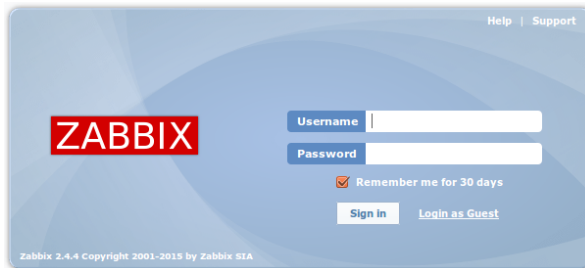 Help | Support
ZABBIX
Username
Password
Remember me for 30 days
Sign in Login as Guest
Zabbix 2.4.4 Copyright 2001-2015 by Zabbix SIA